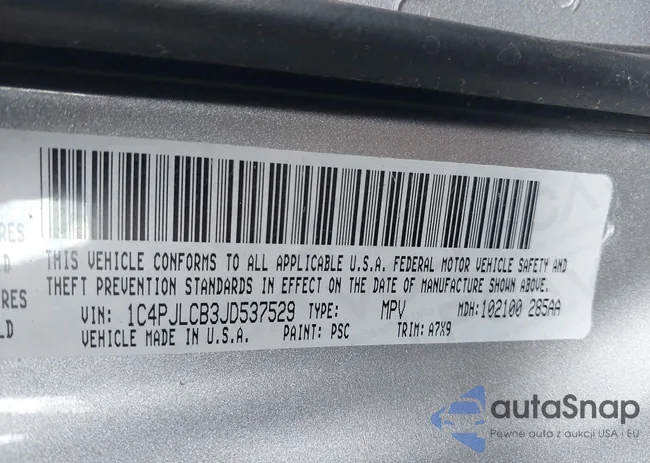 RES
D
THIS VEHICLE CONFORMS TO ALL APPLICABLE U.S.A. FEDERAL MOTOR VEHICLE SAFETY AND
RES THEFT PREVENTION STANDARDS IN EFFECT ON THE DATE OF MANUFACTURE SHOWN ABOVE.
LD VIN: 1C4PJLCB3JD537529 TYPE: MPV MDH: 102100 285AA
VEHICLE MADE IN U.S.A. PAINT: PSC TRIM: A7X9
autaSnap
Pewne auta z aukcji USA i EU